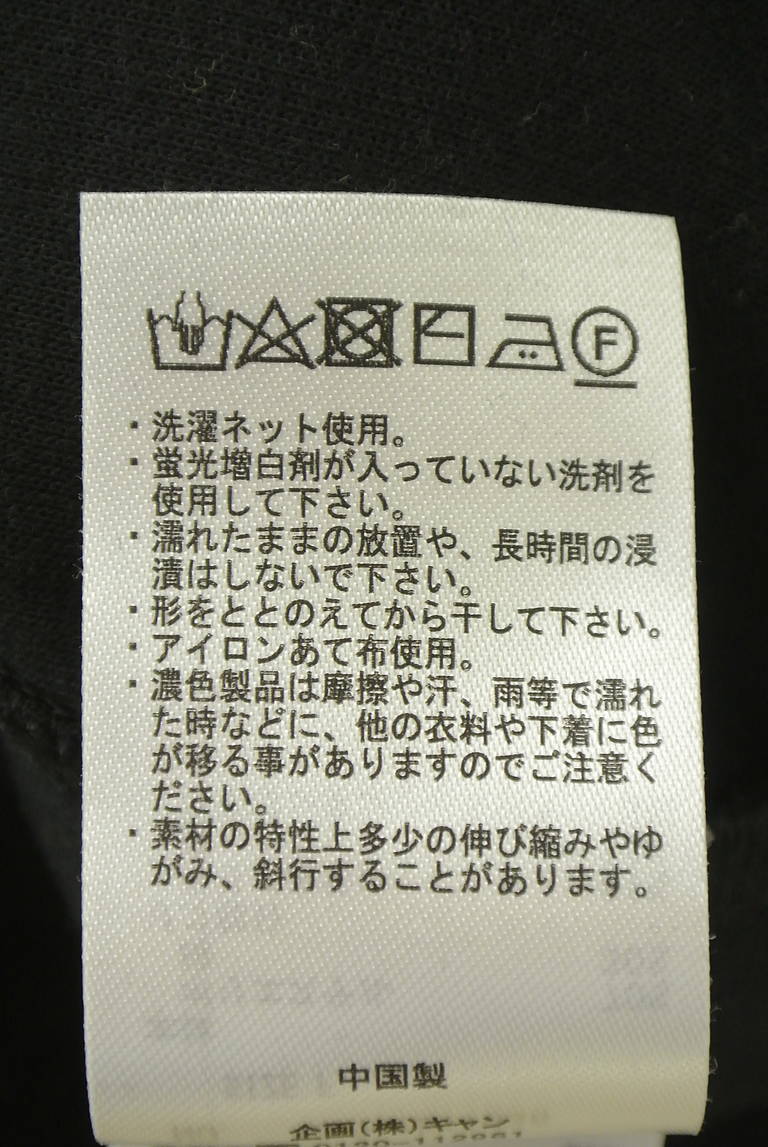 F
・洗濯ネット使用。
・蛍光増白剤が入っていない洗剤を
使用して下さい。
・濡れたままの放置や、長時間の浸
漬はしないで下さい。
・形をととのえてから干して下さい。
・アイロンあて布使用。
・濃色製品は摩擦や汗、雨等で濡れ
た時などに、他の衣料や下着に色
が移る事がありますのでご注意く
ださい。
・素材の特性上多少の伸び縮みやゆ
がみ、斜行することがあります。
中国製
企画(株)キャン